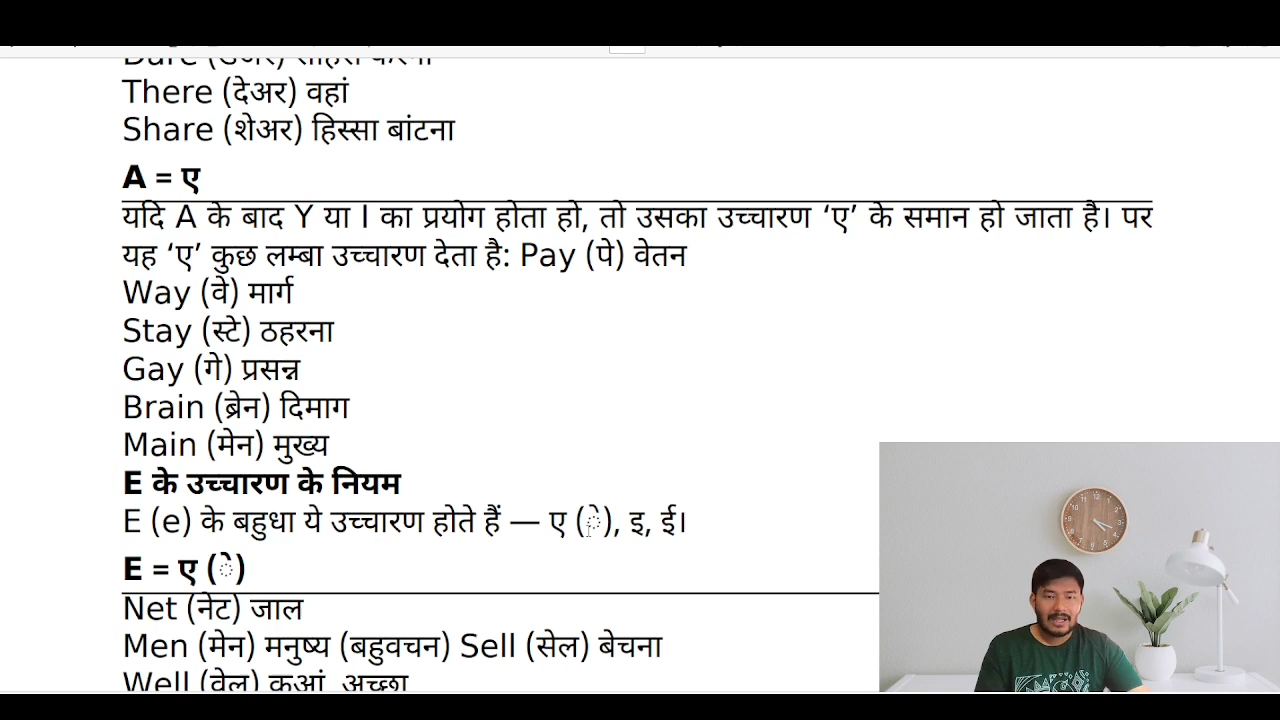 There (देअर) वहां
Share (शेअर) हिस्सा बांटना
A = ए
यदि A के बाद Y या I का प्रयोग होता हो, तो उसका उच्चारण ‘ए’ के समान हो जाता है। पर
यह ‘ए’ कुछ लम्बा उच्चारण देता है: Pay (पे) वेतन
Way (वे) मार्ग
Stay (स्टे) ठहरना
Gay (गे) प्रसन्न
Brain (ब्रेन) दिमाग
Main (मेन) मुख्य
E के उच्चारण के नियम
E (e) के बहुधा ये उच्चारण होते हैं — ए (े), इ, ई।
E = ए (े)
Net (नेट) जाल
Men (मेन) मनुष्य (बहुवचन) Sell (सेल) बेचना
Well (वेल) कुआं, अच्छा